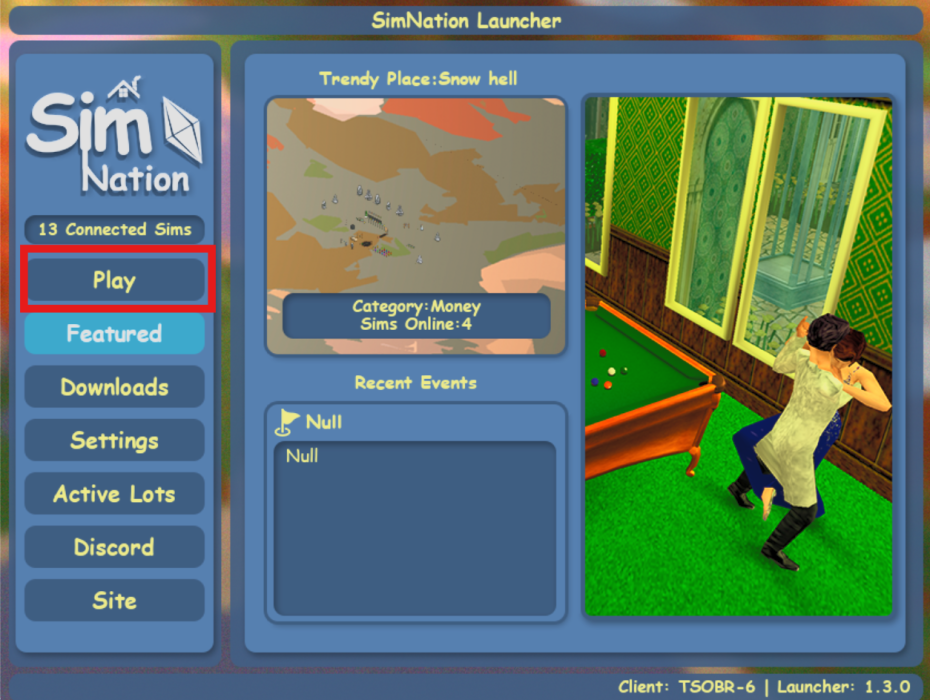 SimNation Launcher
Sim
Nation
13 Connected Sims
Play
Featured
Downloads
Settings
Active Lots
Discord
Site
Trendy Place:Snow hell
Category:Money
Sims Online:4
Recent Events
Null
Null
Client: TSOBR-6 | Launcher: 1.3.0